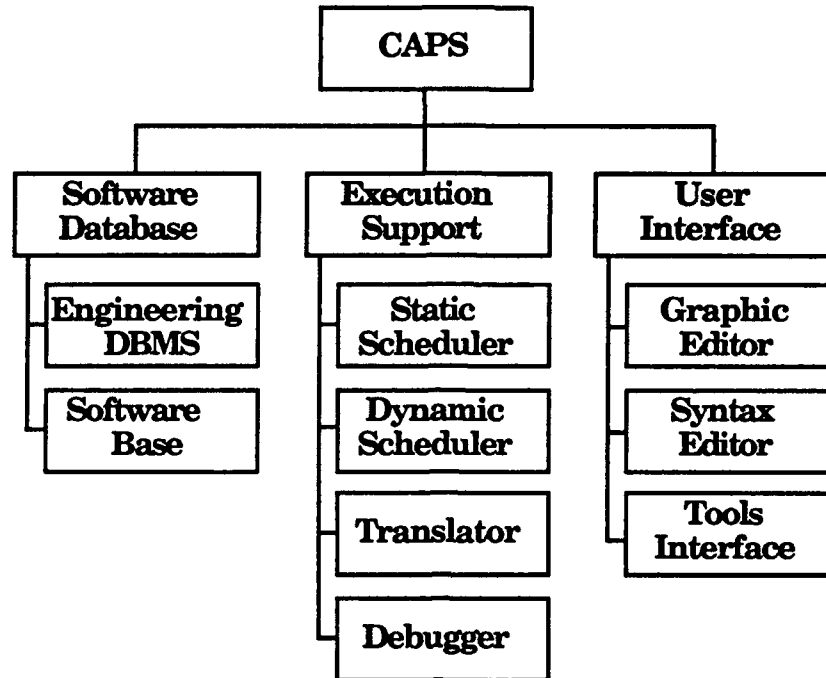 CAPS
Software
Database
Engineering
DBMS
Software
Base
Execution
Support
Static
Scheduler
Dynamic
Scheduler
Translator
Debugger
User
Interface
Graphic
Editor
Syntax
Editor
Tools
Interface